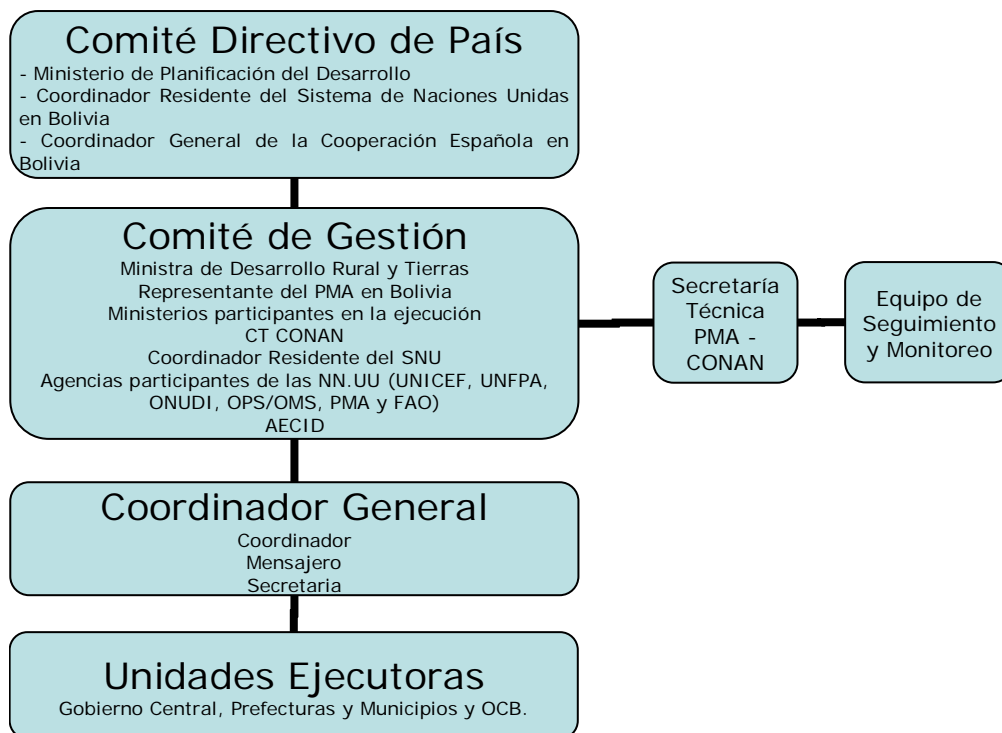 Comité Directivo de País
- Ministerio de Planificación del Desarrollo
- Coordinador Residente del Sistema de Naciones Unidas
en Bolivia
- Coordinador General de la Cooperación Española en
Bolivia
Comité de Gestión
Ministra de Desarrollo Rural y Tierras
Representante del PMA en Bolivia
Ministerios participantes en la ejecución
CT CONAN
Coordinador Residente del SNU
Agencias participantes de las NN.UU (UNICEF, UNFPA,
ONUDI, OPS/OMS, PMA y FAO)
AECID
Secretaría
Técnica
PMA -
CONAN
Equipo de
Seguimiento
y Monitoreo
Coordinador General
Coordinador
Mensajero
Secretaria
Unidades Ejecutoras
Gobierno Central, Prefecturas y Municipios y OCB.